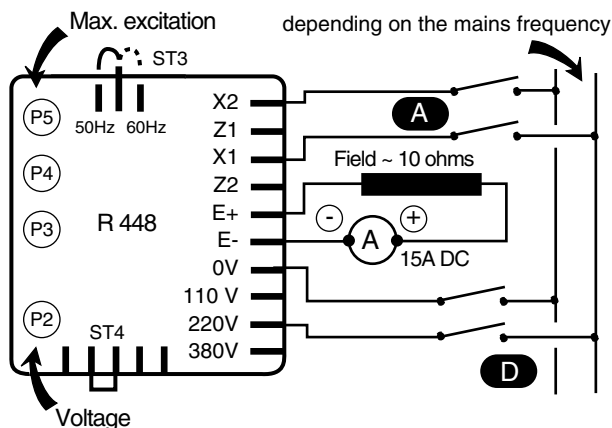 Max. excitation
depending on the mains frequency
ST3
50Hz 60Hz
P5
P4
P3
P2
R 448
ST4
Voltage
X2
Z1
X1
Z2
E+
E-
0V
110 V
220V
380V
A
Field ~ 10 ohms
- A +
15A DC
D